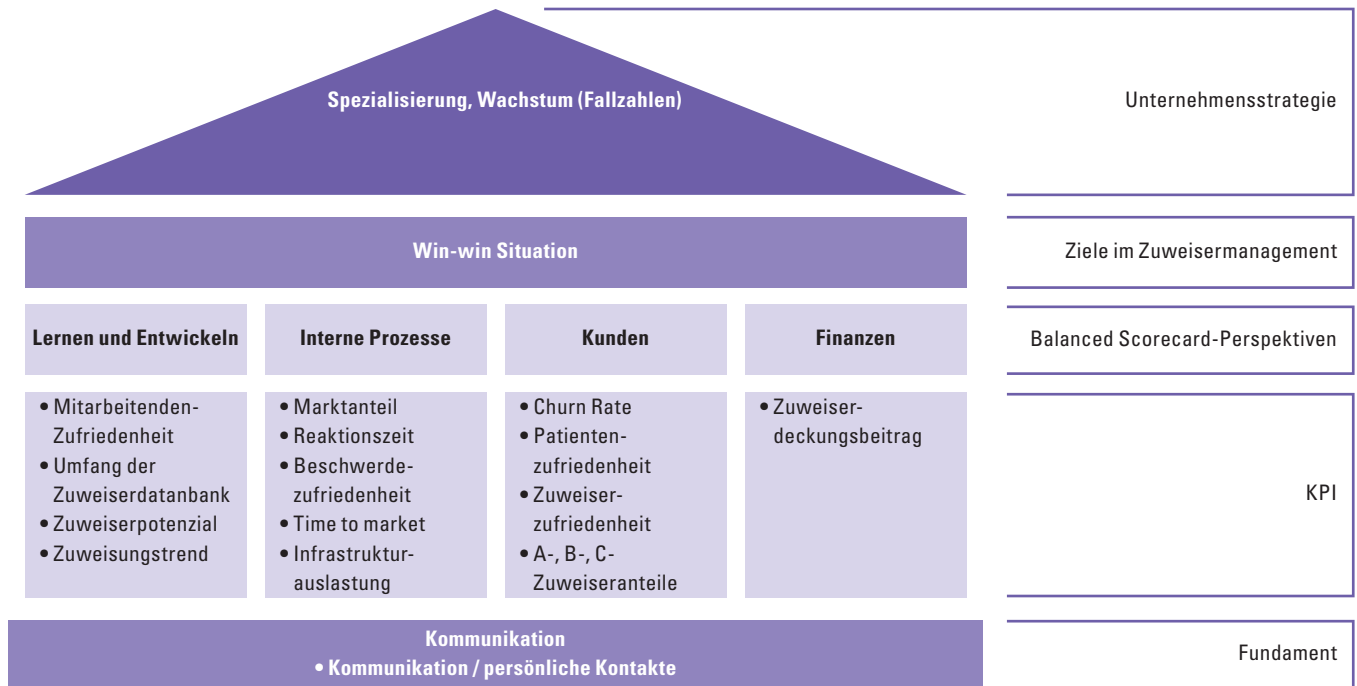 Spezialisierung, Wachstum (Fallzahlen)
Unternehmensstrategie
Win-win Situation
Ziele im Zuweisermanagement
Lernen und Entwickeln
Interne Prozesse
Kunden
Finanzen
Balanced Scorecard-Perspektiven
• Mitarbeitenden-
Zufriedenheit
• Umfang der
Zuweiserdatanbank
• Zuweiserpotenzial
• Zuweisungstrend
• Marktanteil
• Reaktionszeit
• Beschwerde-
zufriedenheit
• Time to market
• Infrastruktur-
auslastung
• Churn Rate
• Patienten-
zufriedenheit
• Zuweiser-
zufriedenheit
• A-, B-, C-
Zuweiseranteile
• Zuweiser-
deckungsbeitrag
KPI
Kommunikation
• Kommunikation / persönliche Kontakte
Fundament